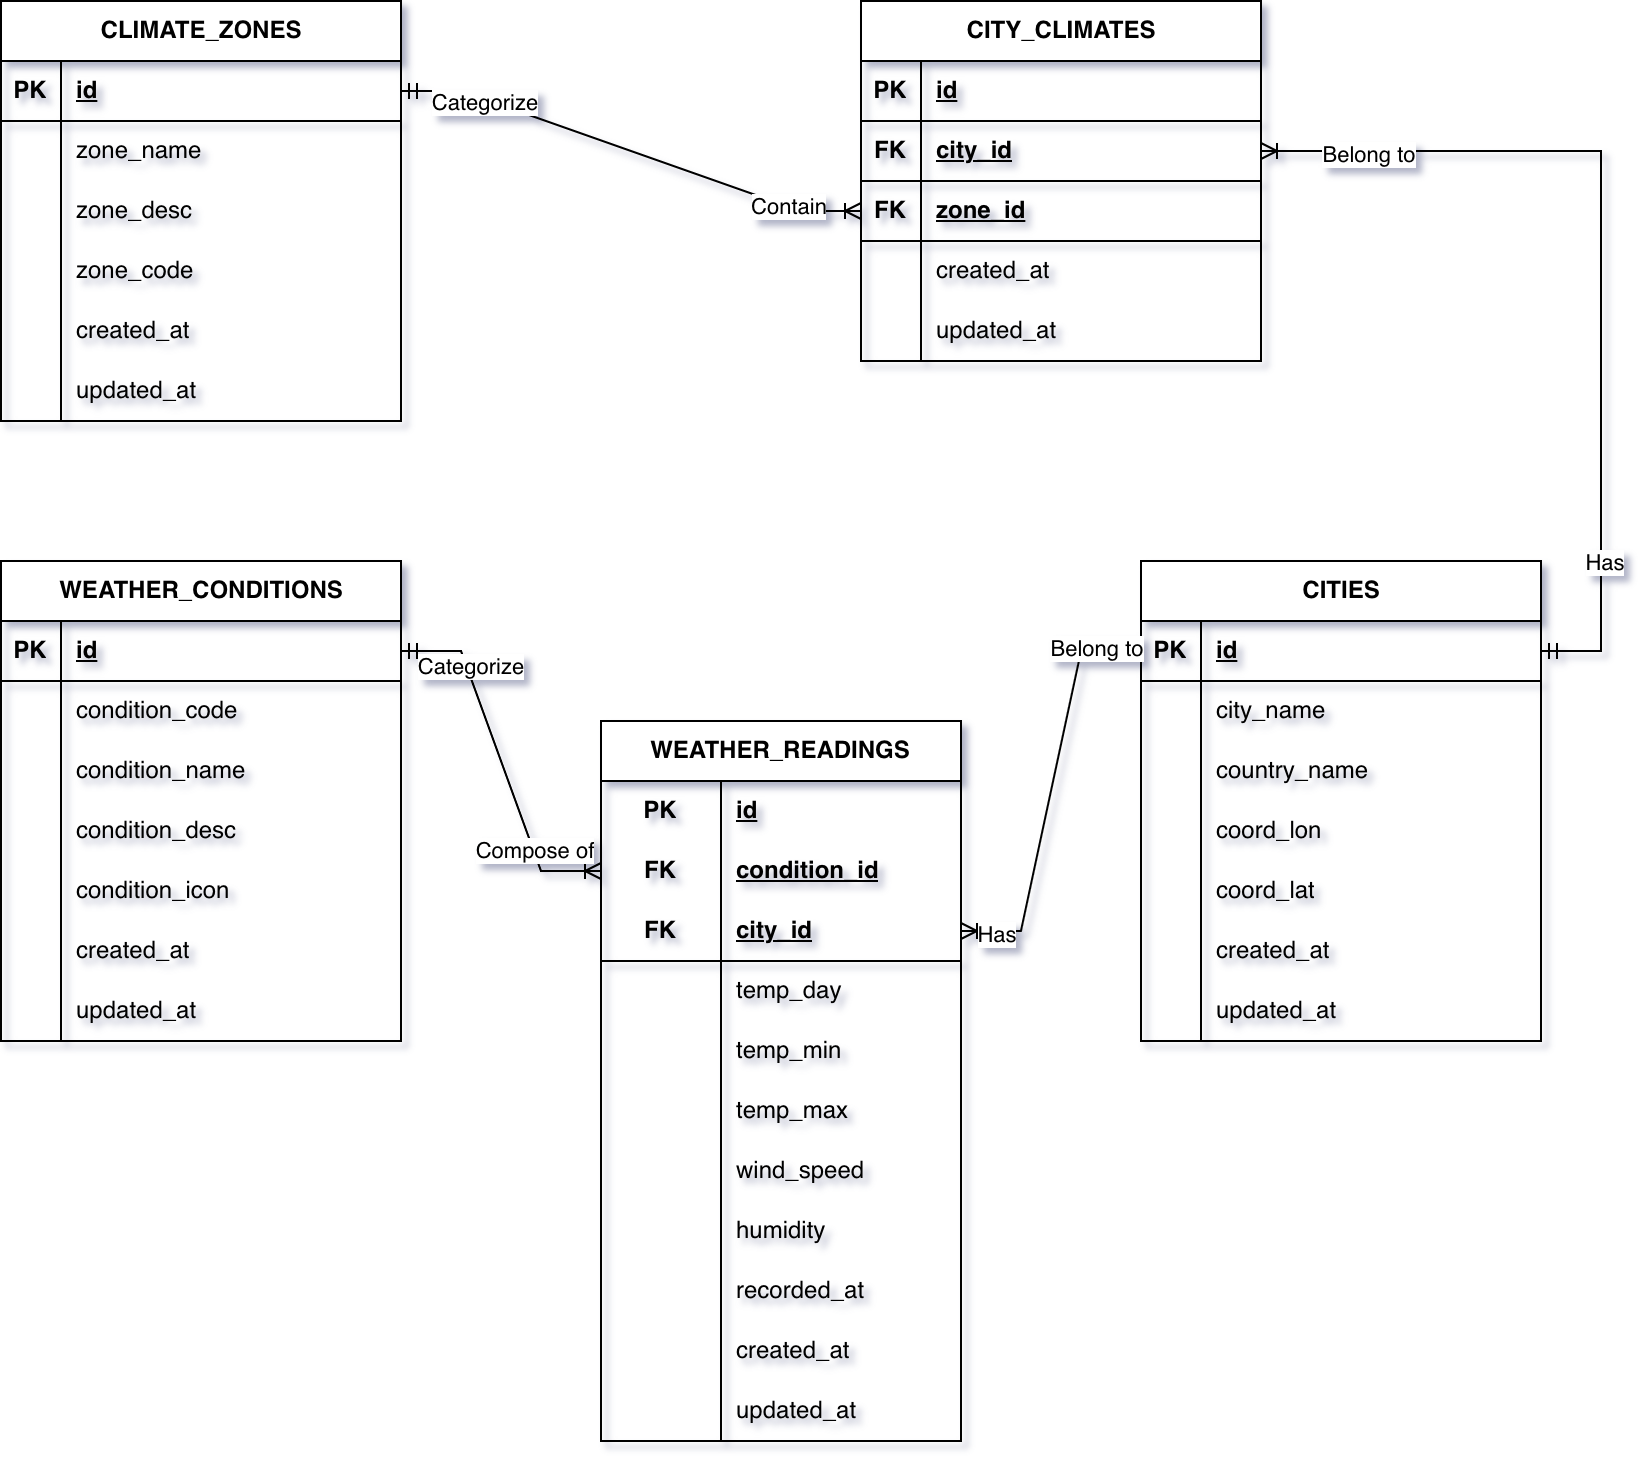 CLIMATE_ZONES
PK id
zone_name
zone_desc
zone_code
created_at
updated_at
Categorize
Contain
CITY_CLIMATES
PK id
FK city_id
FK zone_id
created_at
updated_at
Belong to
Has
WEATHER_CONDITIONS
PK id
condition_code
condition_name
condition_desc
condition_icon
created_at
updated_at
Categorize
Compose of
WEATHER_READINGS
PK id
FK condition_id
FK city_id
temp_day
temp_min
temp_max
wind_speed
humidity
recorded_at
created_at
updated_at
Has
Belong to
CITIES
PK id
city_name
country_name
coord_lon
coord_lat
created_at
updated_at